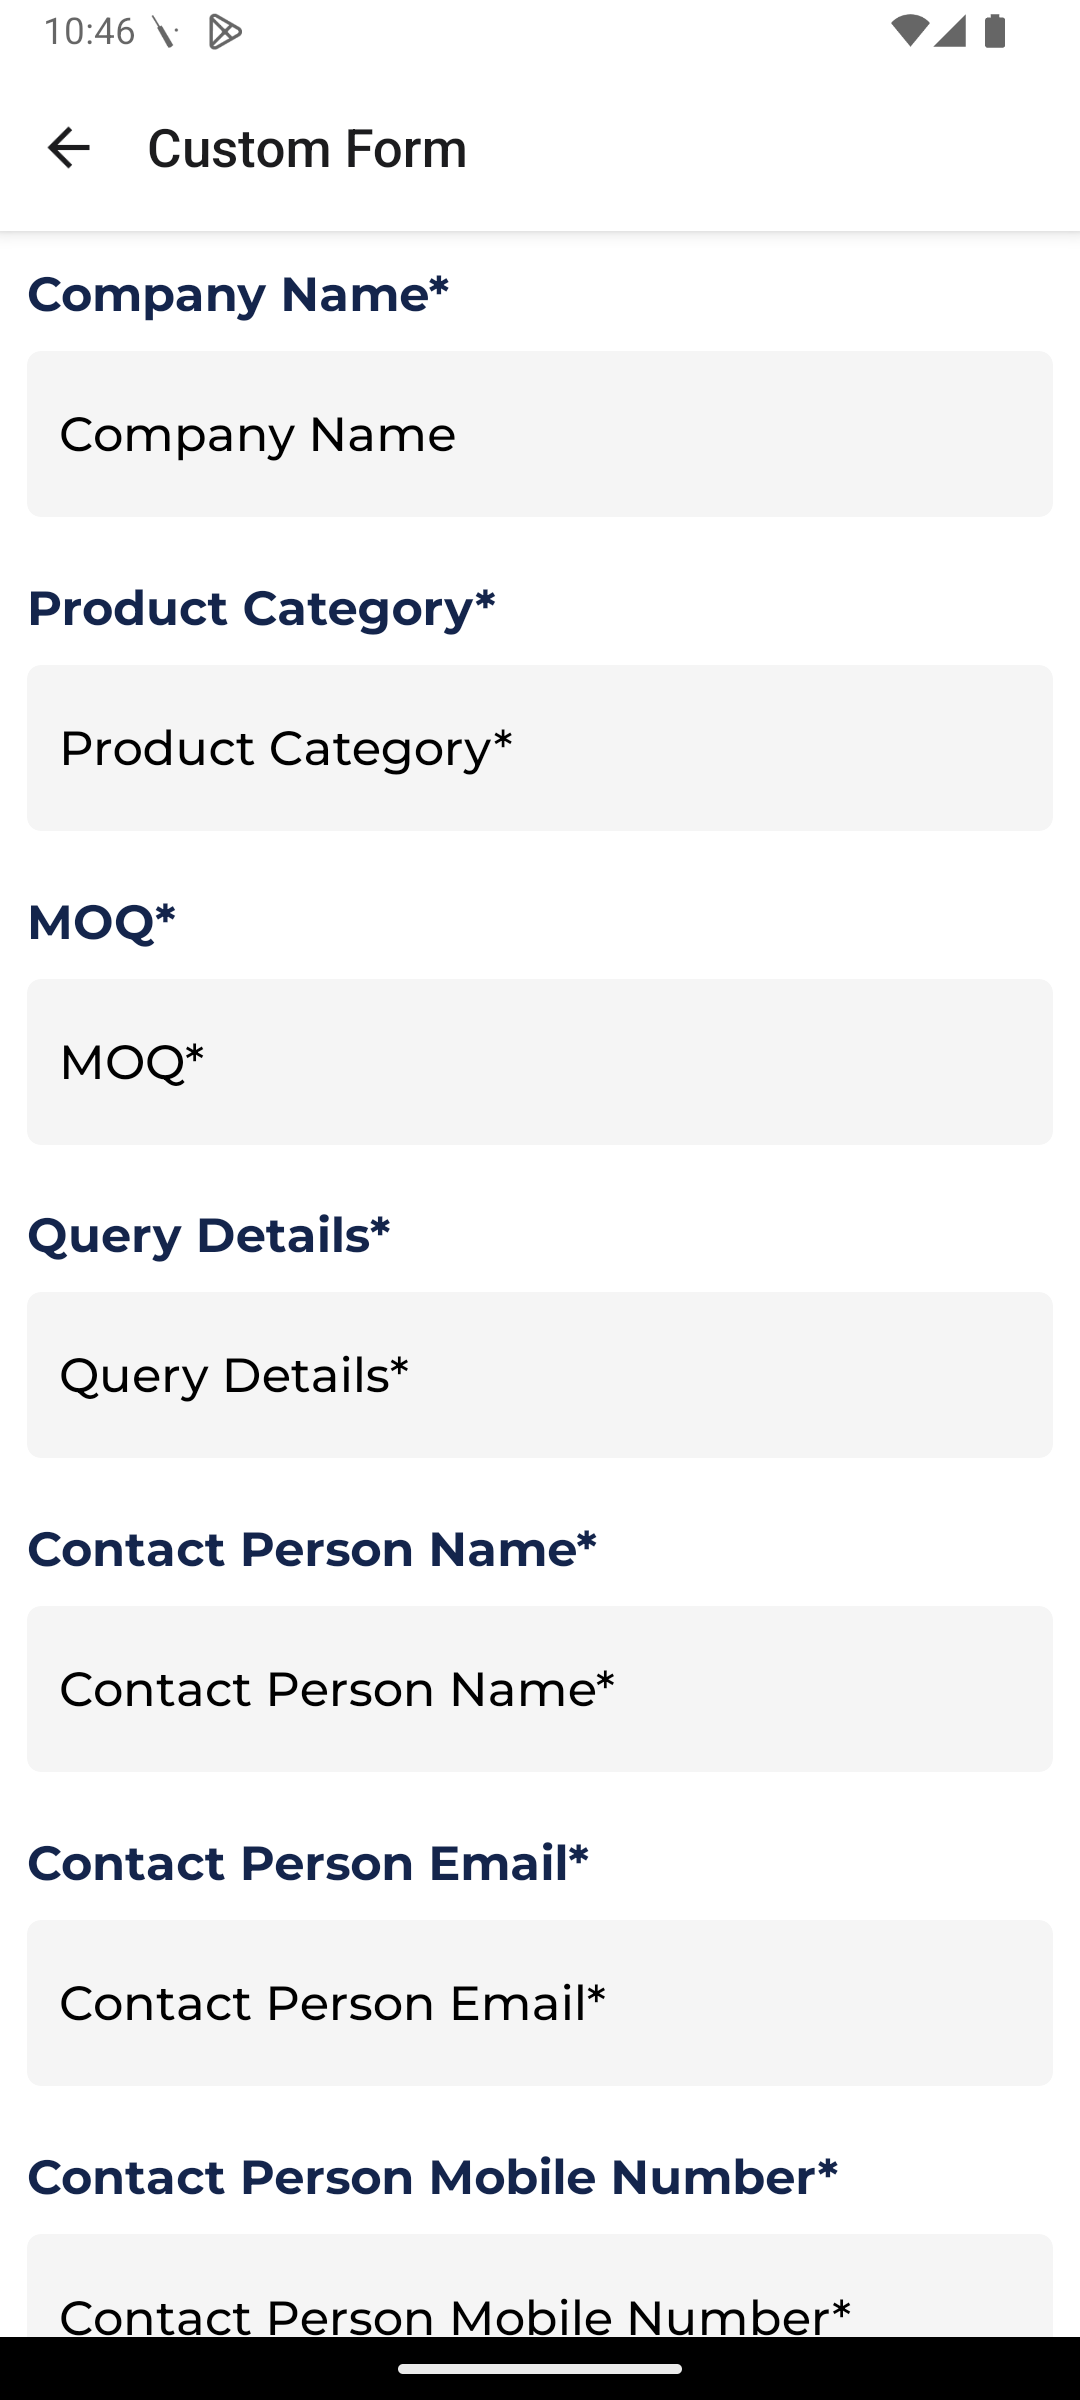 10:46
Custom Form
Company Name*
Company Name
Product Category*
Product Category*
MOQ*
MOQ*
Query Details*
Query Details*
Contact Person Name*
Contact Person Name*
Contact Person Email*
Contact Person Email*
Contact Person Mobile Number*
Contact Person Mobile Number*